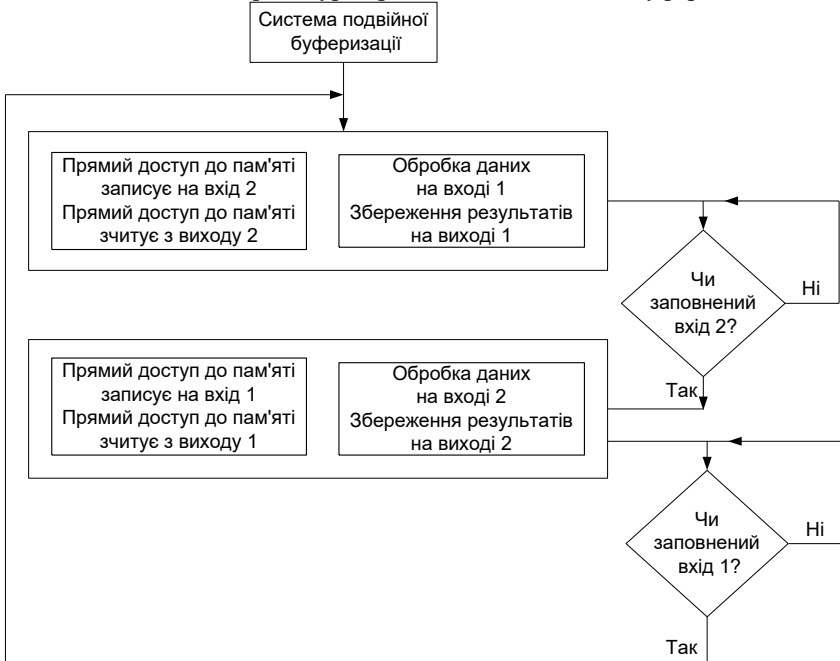 Система подвійної
буферизації
Прямий доступ до пам'яті
записує на вхід 2
Прямий доступ до пам'яті
зчитує з виходу 2
Обробка даних
на вході 1
Збереження результатів
на виході 1
Чи
заповнений
вхід 2?
Ні
Так
Прямий доступ до пам'яті
записує на вхід 1
Прямий доступ до пам'яті
зчитує з виходу 1
Обробка даних
на вході 2
Збереження результатів
на виході 2
Чи
заповнений
вхід 1?
Ні
Так